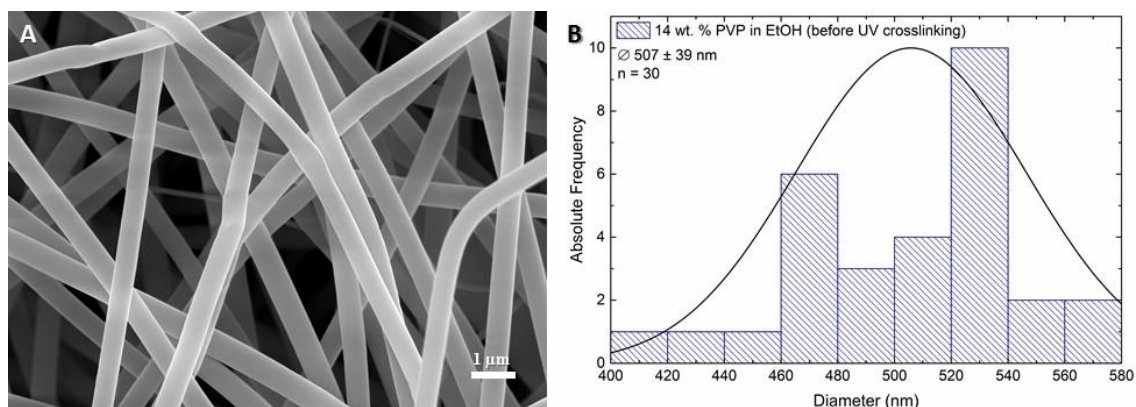 A
1 µm
B
14 wt. % PVP in EtOH (before UV crosslinking)
Ø 507 ± 39 nm
n = 30
Absolute Frequency
10
8
6
4
2
0
400 420 440 460 480 500 520 540 560 580
Diameter (nm)